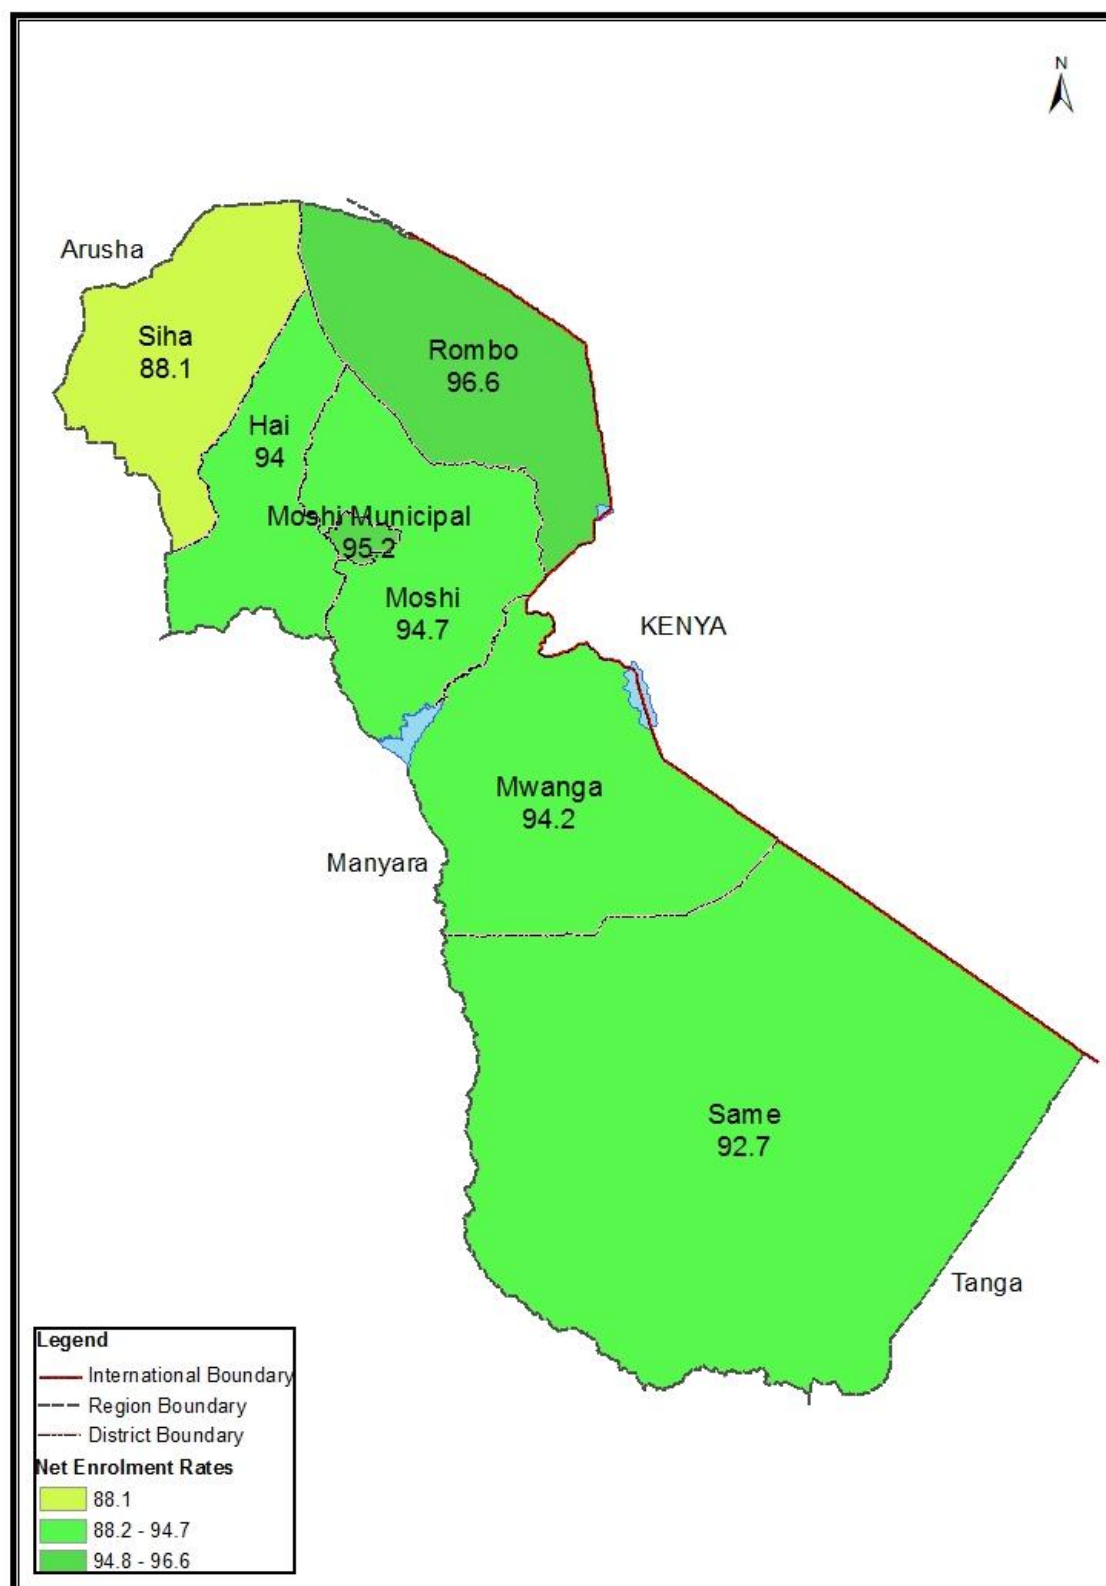 N
Arusha
Siha
88.1
Rombo
96.6
Hai
94
Moshi Municipal
95.2
Moshi
94.7
KENYA
Mwanga
94.2
Manyara
Same
92.7
Tanga
Legend
International Boundary
Region Boundary
District Boundary
Net Enrolment Rates
88.1
88.2 - 94.7
94.8 - 96.6